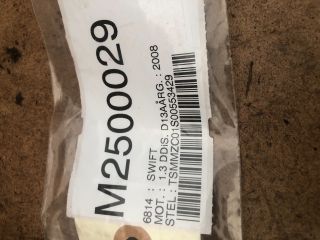 M2500029
6814 : SWIFT
MOT. : 1.3 DDIS. D13AÅRG.: 2008
STEL : TSMMZC01S00553429